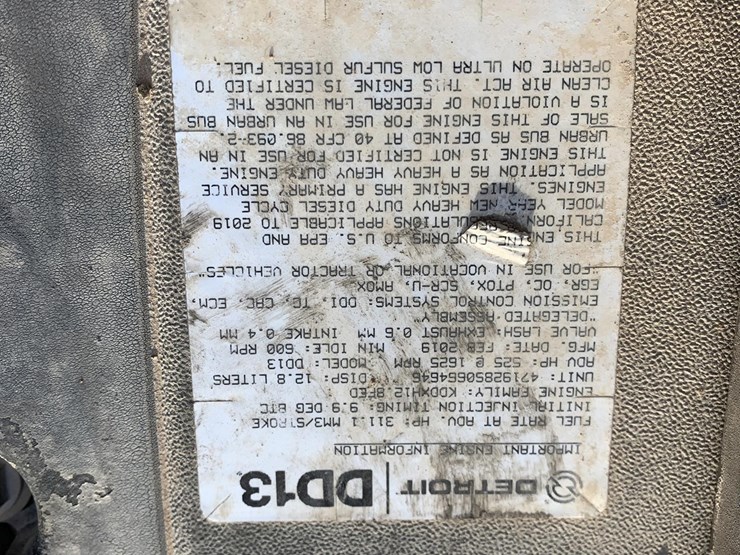 DETROIT DD13
IMPORTANT ENGINE INFORMATION
FUEL RATE AT ADV. HP: 311.1 MM3/STROKE
INITIAL INJECTION TIMING: 9.9 DEG BTC
ENGINE FAMILY: KDDXH12.8FED
UNIT: 471928S0664646 DISP: 12.8 LITERS
ADV HP: 525 @ 1625 RPM MODEL: DD13
MFG. DATE: FEB 2019 MIN IDLE: 600 RPM
VALVE LASH: EXHAUST 0.6 MM INTAKE 0.4 MM
"DELEGATED ASSEMBLY"
EMISSION CONTROL SYSTEMS: DDI, TC, CAC, ECM,
EGR, OC, PTOX, SCR-U, AMOX
"FOR USE IN VOCATIONAL OR TRACTOR VEHICLES"
THIS ENGINE CONFORMS TO U.S. EPA AND
CALIFORN REGULATIONS APPLICABLE TO 2019
MODEL YEAR NEW HEAVY DUTY DIESEL CYCLE
ENGINES. THIS ENGINE HAS A PRIMARY SERVICE
APPLICATION AS A HEAVY HEAVY DUTY ENGINE.
THIS ENGINE IS NOT CERTIFIED FOR USE IN AN
URBAN BUS AS DEFINED AT 40 CFR 86.093-2.
SALE OF THIS ENGINE FOR USE IN AN URBAN BUS
IS A VIOLATION OF FEDERAL LAW UNDER THE
CLEAN AIR ACT. THIS ENGINE IS CERTIFIED TO
OPERATE ON ULTRA LOW SULFUR DIESEL FUEL.